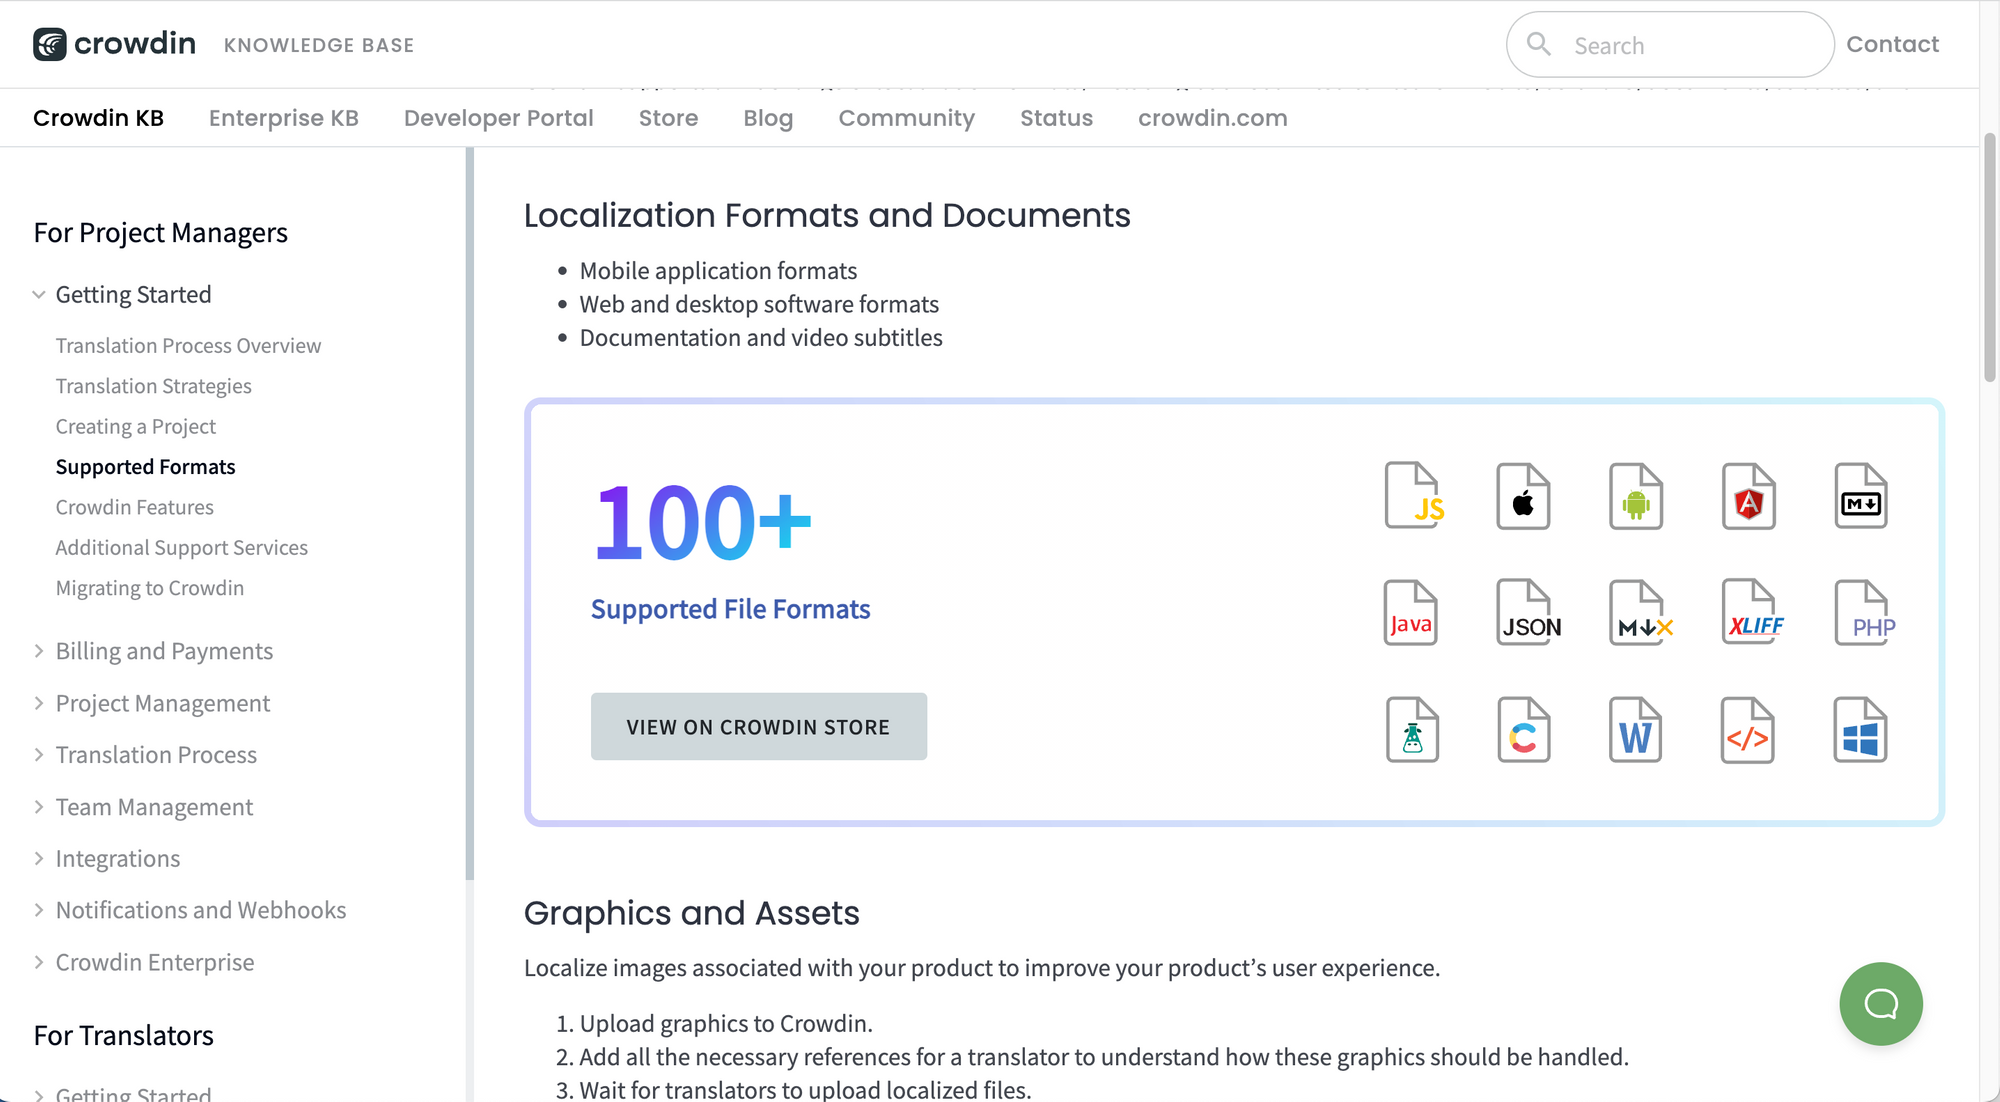 crowdin KNOWLEDGE BASE
Search
Contact
Crowdin KB Enterprise KB Developer Portal Store Blog Community Status crowdin.com
For Project Managers
Getting Started
Translation Process Overview
Translation Strategies
Creating a Project
Supported Formats
Crowdin Features
Additional Support Services
Migrating to Crowdin
Billing and Payments
Project Management
Translation Process
Team Management
Integrations
Notifications and Webhooks
Crowdin Enterprise
For Translators
Getting Started
Localization Formats and Documents
Mobile application formats
Web and desktop software formats
Documentation and video subtitles
100+
Supported File Formats
VIEW ON CROWDIN STORE
JS
A
M
Java
JSON
M X
XLIFF
PHP
C
W
</>
Graphics and Assets
Localize images associated with your product to improve your product’s user experience.
1. Upload graphics to Crowdin.
2. Add all the necessary references for a translator to understand how these graphics should be handled.
3. Wait for translators to upload localized files.